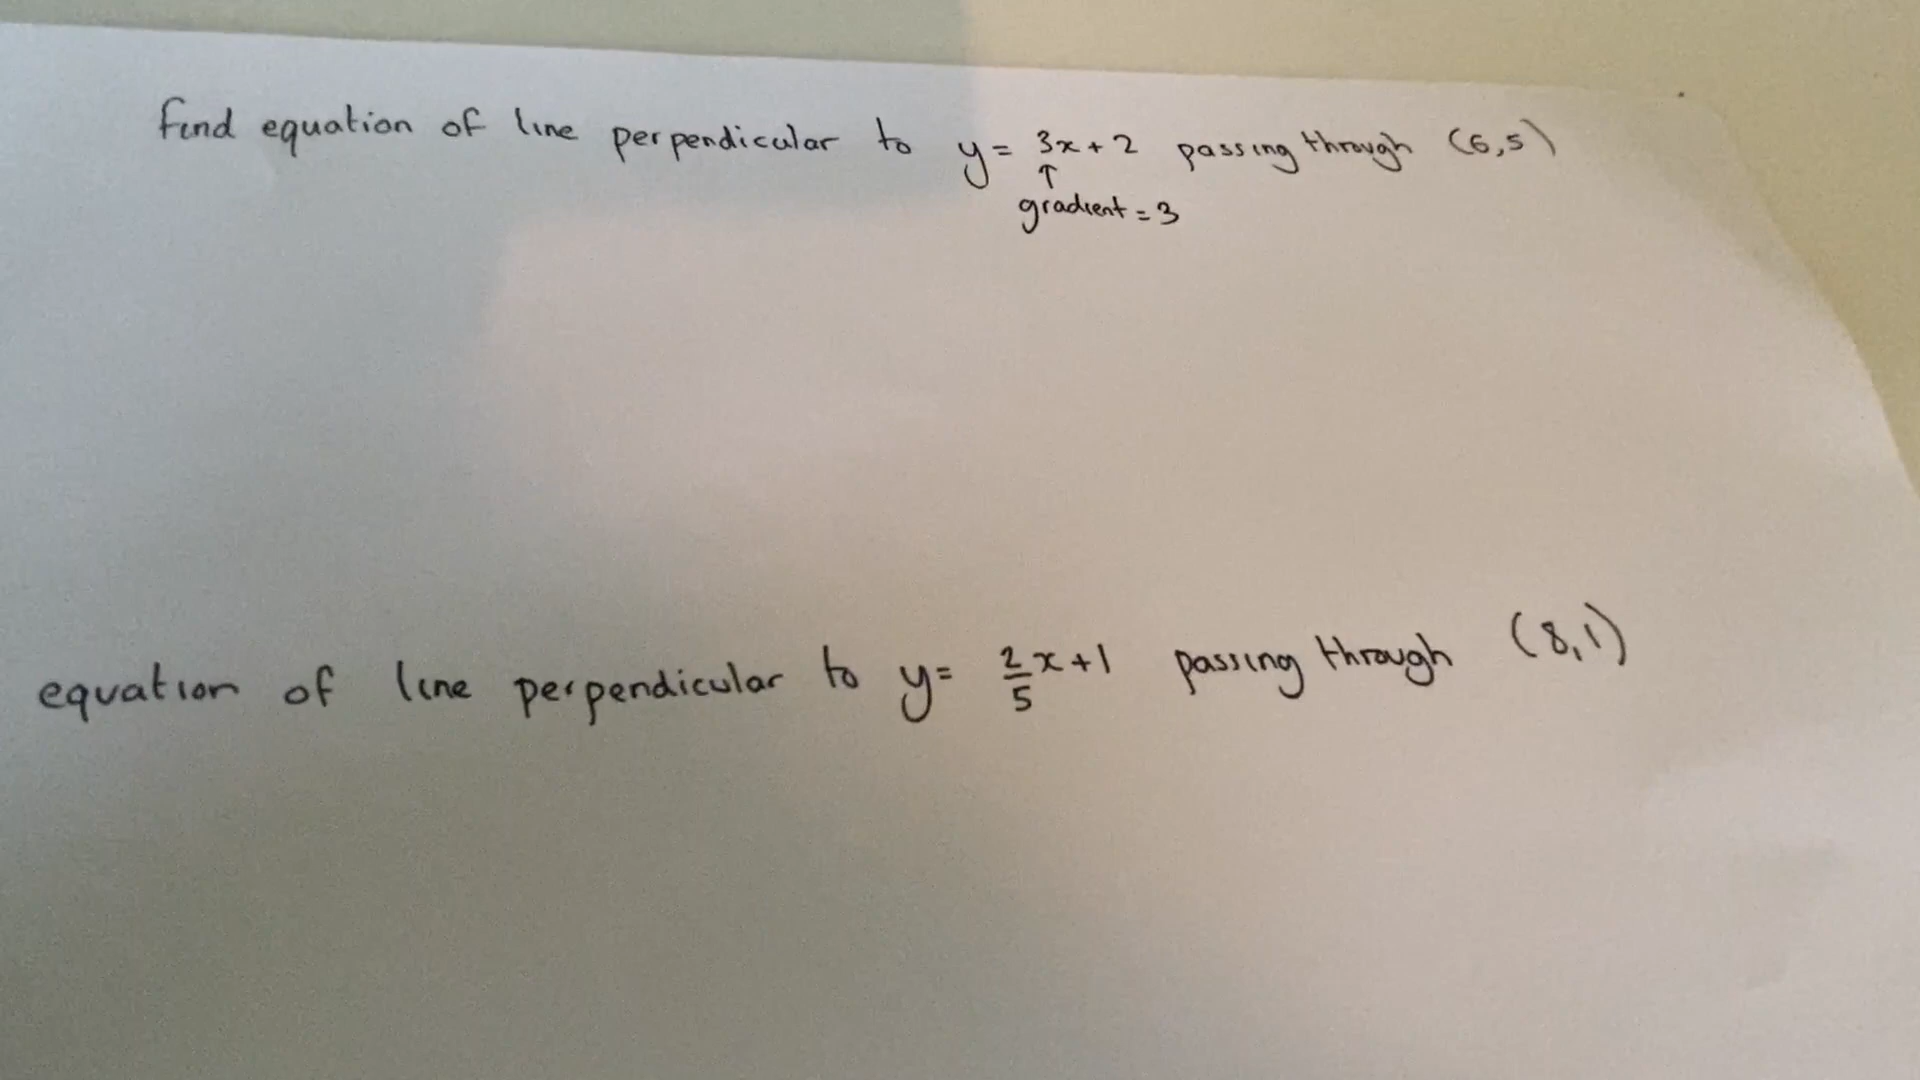 find equation of line perpendicular to y = 3x + 2 passing through (6,5)
↑
gradient = 3
equation of line perpendicular to y = 2/5 x + 1 passing through (8,1)